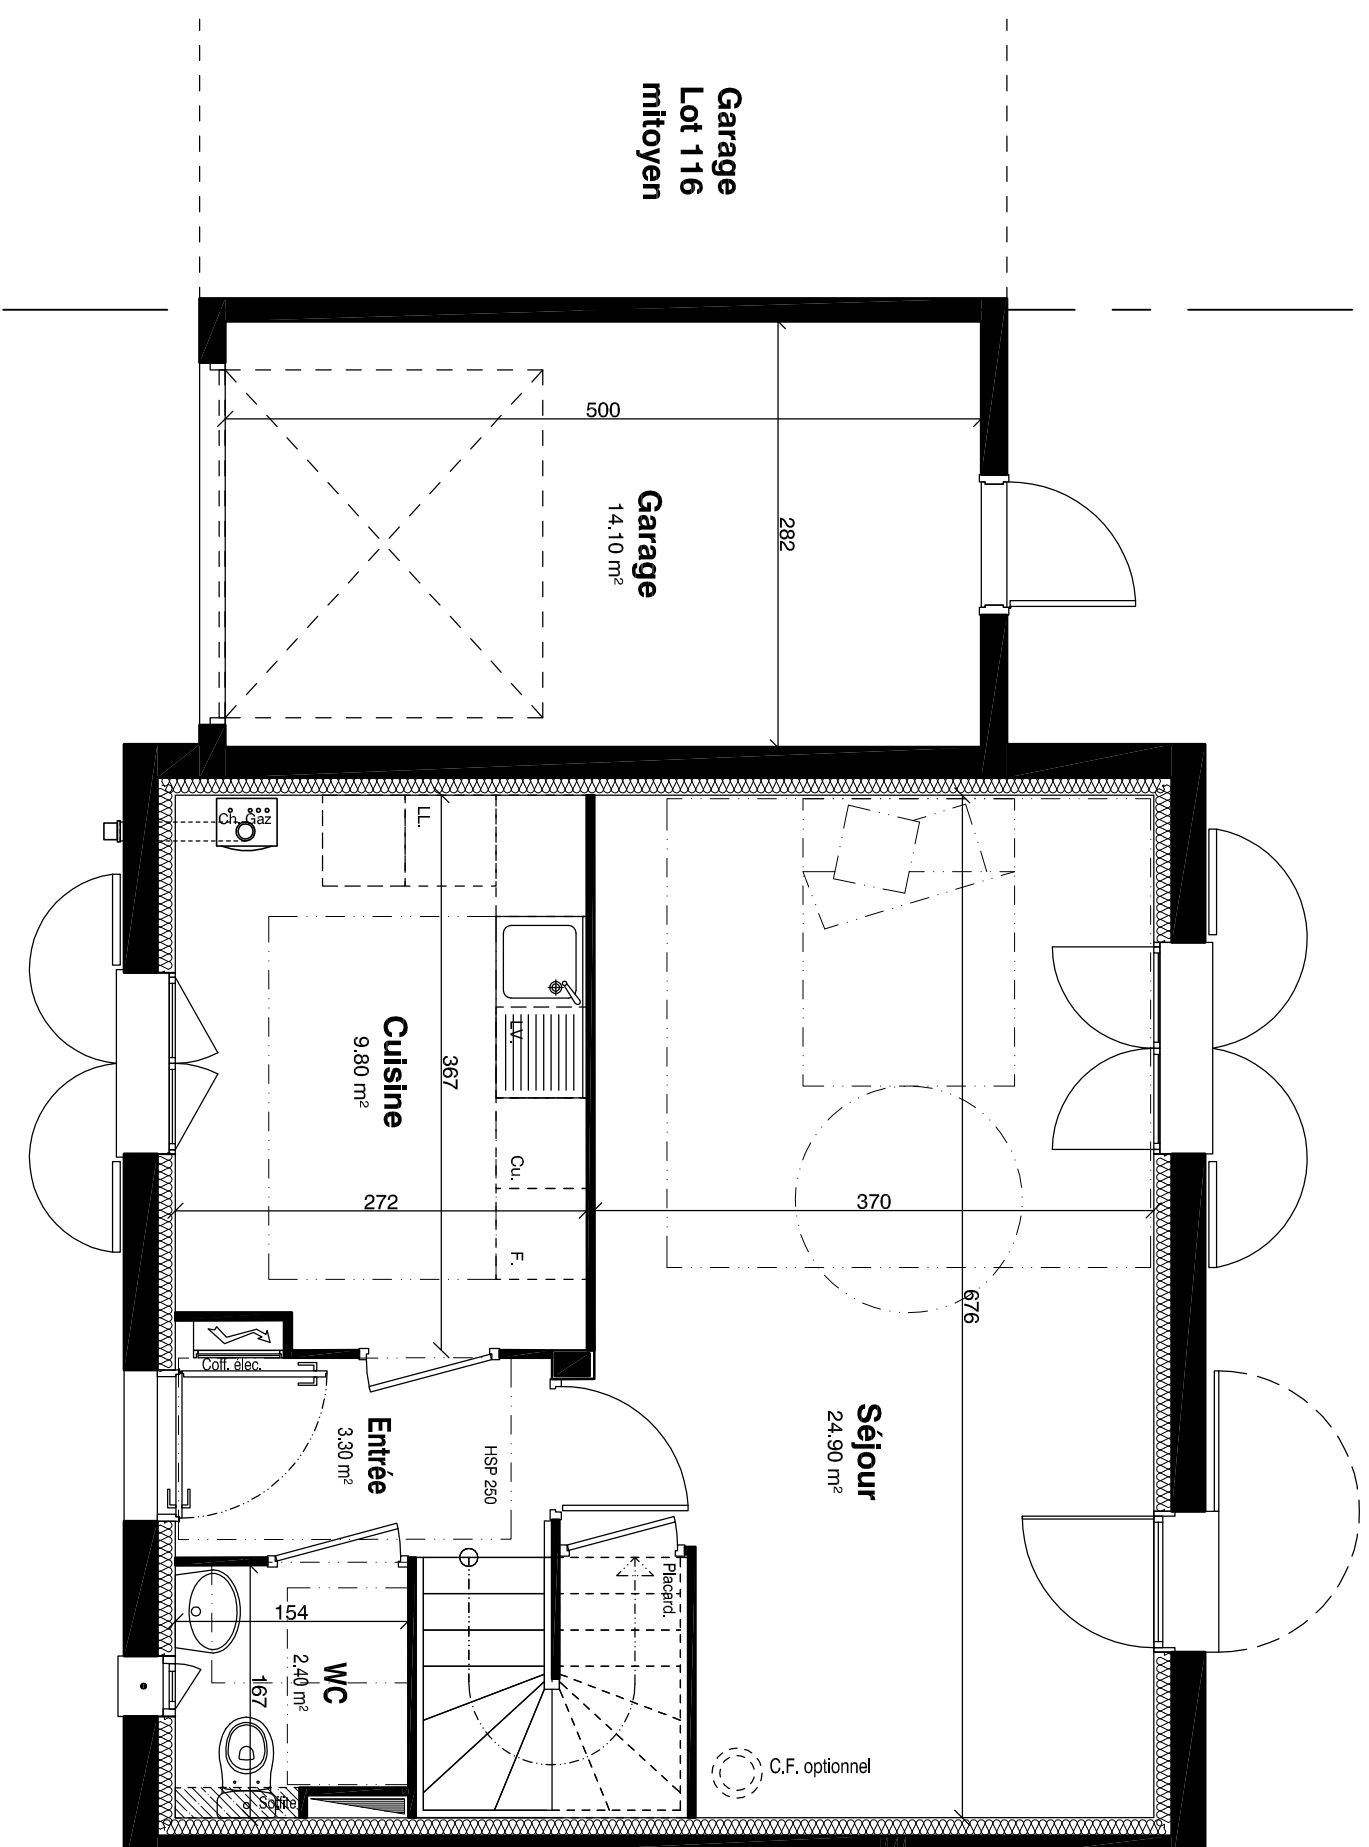 Garage
Lot 116
mitoyen
500
282
Garage
14.10 m²
Ch. Gaz
LL.
LV.
Cu.
F.
Cuisine
9.80 m²
367
272
370
676
Séjour
24.90 m²
Coff. élec.
Entrée
3.30 m²
HSP 250
Placard.
154
WC
2.40 m²
167
Soffite
C.F. optionnel